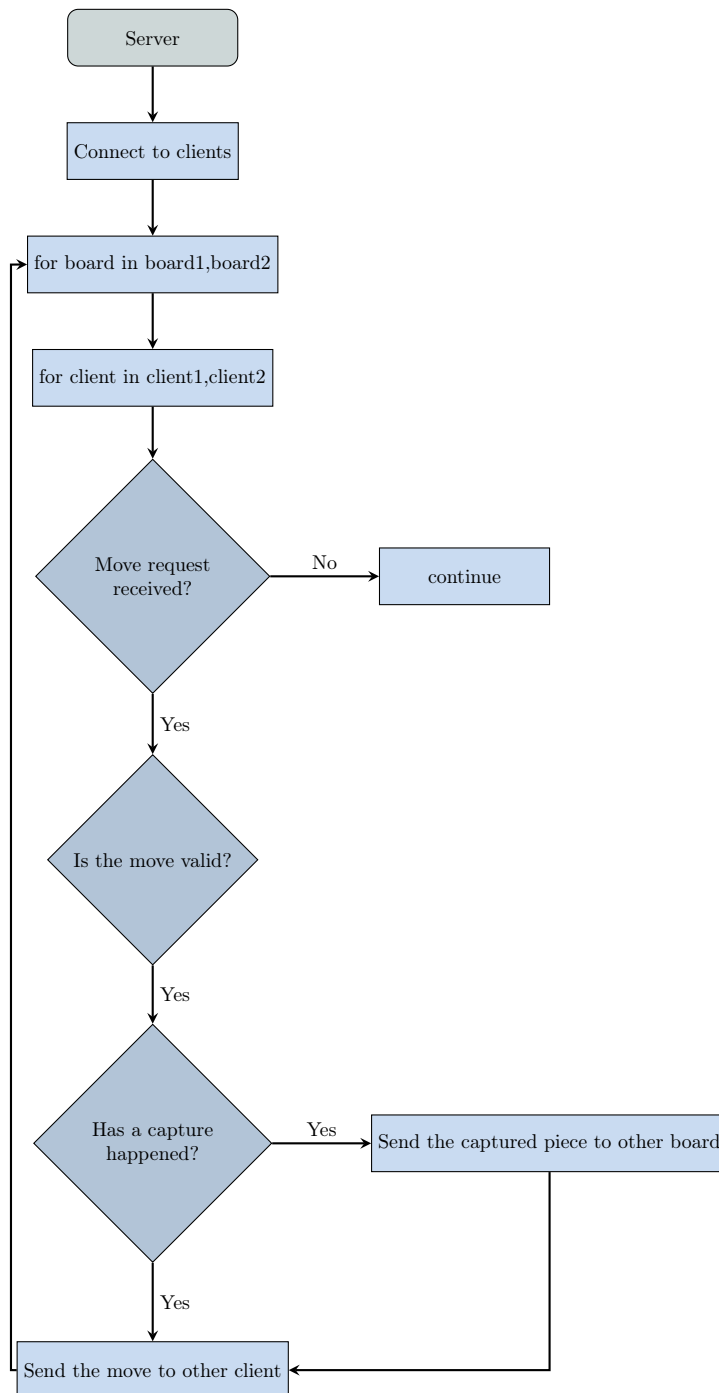 Server
Connect to clients
for board in board1,board2
for client in client1,client2
Move request
received?
No
continue
Yes
Is the move valid?
Yes
Has a capture
happened?
Yes
Send the captured piece to other board
Yes
Send the move to other client